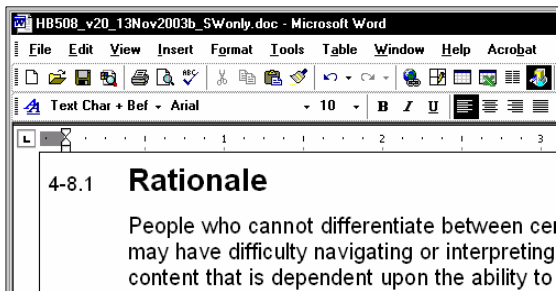 HB508_v20_13Nov2003b_SWonly.doc - Microsoft Word
File Edit View Insert Format Tools Table Window Help Acrobat
ABC
Text Char + Bef Arial 10 B I U
L 1 2 3
4-8.1 Rationale
People who cannot differentiate between cer
may have difficulty navigating or interpreting
content that is dependent upon the ability to